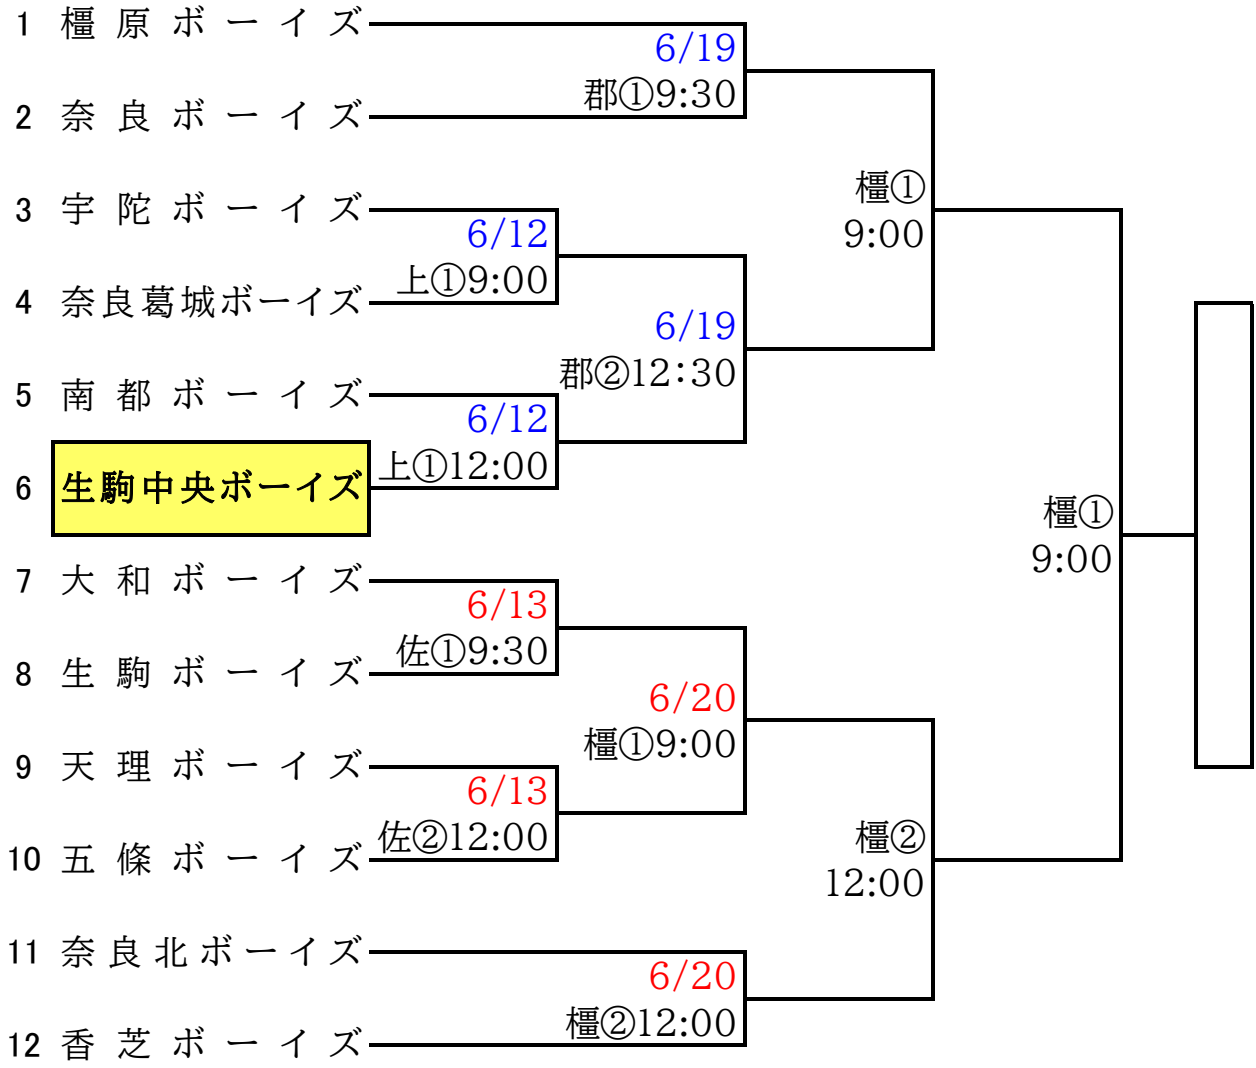 1 橿原ボーイズ
6/19
郡①9:30
2 奈良ボーイズ
橿①
9:00
3 宇陀ボーイズ
6/12
上①9:00
4 奈良葛城ボーイズ
6/19
郡②12:30
5 南都ボーイズ
6/12
上①12:00
6 生駒中央ボーイズ
橿①
9:00
7 大和ボーイズ
6/13
佐①9:30
8 生駒ボーイズ
6/20
橿①9:00
9 天理ボーイズ
6/13
佐②12:00
10 五條ボーイズ
橿②
12:00
11 奈良北ボーイズ
6/20
橿②12:00
12 香芝ボーイズ